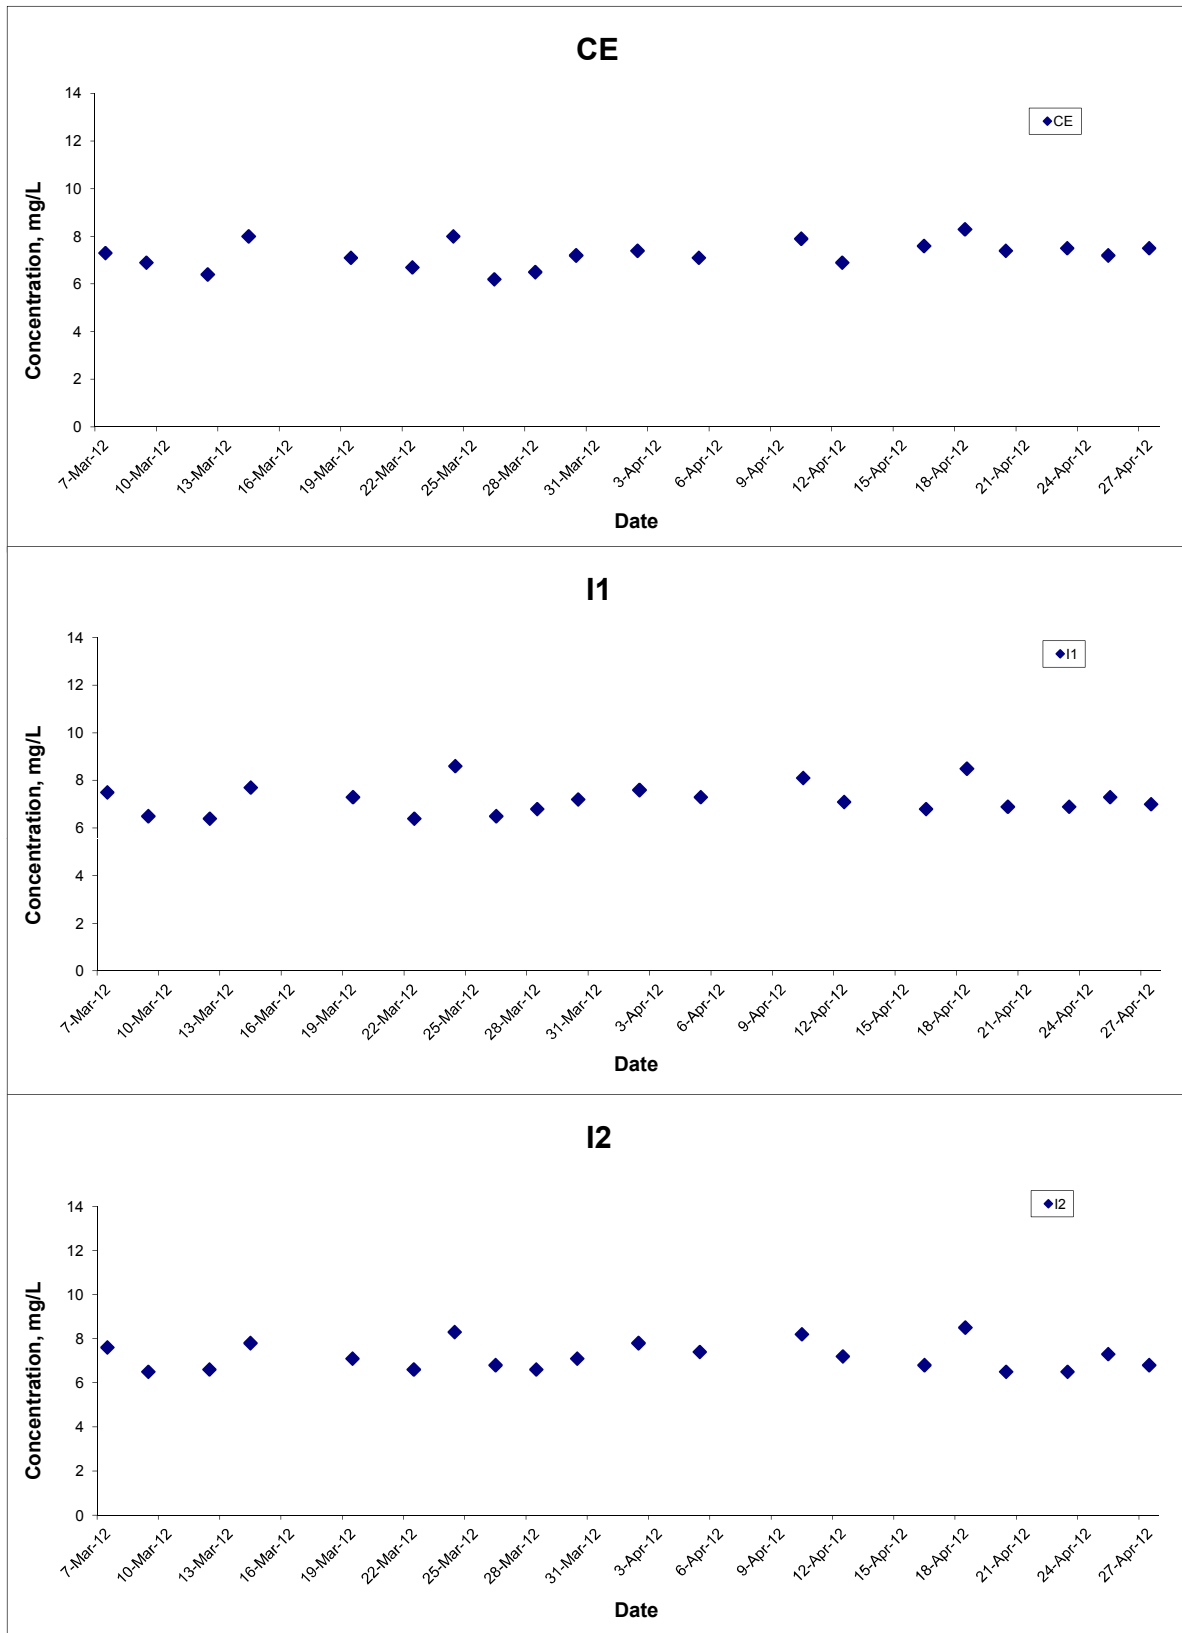 CE
14
CE
12
10
8
6
4
2
0
Concentration, mg/L
7-Mar-12 10-Mar-12 13-Mar-12 16-Mar-12 19-Mar-12 22-Mar-12 25-Mar-12 28-Mar-12 31-Mar-12 3-Apr-12 6-Apr-12 9-Apr-12 12-Apr-12 15-Apr-12 18-Apr-12 21-Apr-12 24-Apr-12 27-Apr-12
Date
I1
14
I1
12
10
8
6
4
2
0
Concentration, mg/L
7-Mar-12 10-Mar-12 13-Mar-12 16-Mar-12 19-Mar-12 22-Mar-12 25-Mar-12 28-Mar-12 31-Mar-12 3-Apr-12 6-Apr-12 9-Apr-12 12-Apr-12 15-Apr-12 18-Apr-12 21-Apr-12 24-Apr-12 27-Apr-12
Date
I2
14
I2
12
10
8
6
4
2
0
Concentration, mg/L
7-Mar-12 10-Mar-12 13-Mar-12 16-Mar-12 19-Mar-12 22-Mar-12 25-Mar-12 28-Mar-12 31-Mar-12 3-Apr-12 6-Apr-12 9-Apr-12 12-Apr-12 15-Apr-12 18-Apr-12 21-Apr-12 24-Apr-12 27-Apr-12
Date